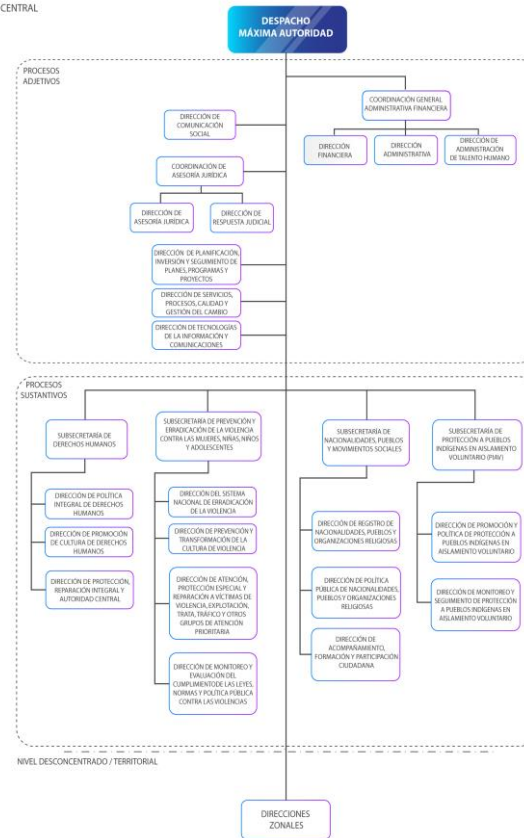 CENTRAL
DESPACHO
MÁXIMA AUTORIDAD
PROCESOS
ADJETIVOS
COORDINACIÓN GENERAL
ADMINISTRATIVA FINANCIERA
DIRECCIÓN DE
COMUNICACIÓN
SOCIAL
DIRECCIÓN
FINANCIERA
DIRECCIÓN
ADMINISTRATIVA
DIRECCIÓN DE
ADMINISTRACIÓN
DE TALENTO HUMANO
COORDINACIÓN DE
ASESORÍA JURÍDICA
DIRECCIÓN DE
ASESORÍA JURÍDICA
DIRECCIÓN DE
RESPUESTA JUDICIAL
DIRECCIÓN DE PLANIFICACIÓN,
INVERSIÓN Y SEGUIMIENTO DE
PLANES, PROGRAMAS Y
PROYECTOS
DIRECCIÓN DE SERVICIOS,
PROCESOS, CALIDAD Y
GESTIÓN DEL CAMBIO
DIRECCIÓN DE TECNOLOGÍAS
DE LA INFORMACIÓN Y
COMUNICACIONES
PROCESOS
SUSTANTIVOS
SUBSECRETARÍA DE
DERECHOS HUMANOS
DIRECCIÓN DE POLÍTICA
INTEGRAL DE DERECHOS
HUMANOS
DIRECCIÓN DE PROMOCIÓN
DE CULTURA DE DERECHOS
HUMANOS
DIRECCIÓN DE PROTECCIÓN,
REPARACIÓN INTEGRAL Y
AUTORIDAD CENTRAL
SUBSECRETARÍA DE PREVENCIÓN Y
ERRADICACIÓN DE LA VIOLENCIA
CONTRA LAS MUJERES, NIÑAS, NIÑOS
Y ADOLESCENTES
DIRECCIÓN DEL SISTEMA
NACIONAL DE ERRADICACIÓN
DE LA VIOLENCIA
DIRECCIÓN DE PREVENCIÓN Y
TRANSFORMACIÓN DE LA
CULTURA DE VIOLENCIA
DIRECCIÓN DE ATENCIÓN,
PROTECCIÓN ESPECIAL Y
REPARACIÓN A VÍCTIMAS DE
VIOLENCIA, EXPLOTACIÓN,
TRATA, TRÁFICO Y OTROS
GRUPOS DE ATENCIÓN
PRIORITARIA
DIRECCIÓN DE MONITOREO Y
EVALUACIÓN DEL
CUMPLIMIENTODE LAS LEYES,
NORMAS Y POLÍTICA PÚBLICA
CONTRA LAS VIOLENCIAS
SUBSECRETARÍA DE
NACIONALIDADES, PUEBLOS
Y MOVIMIENTOS SOCIALES
DIRECCIÓN DE REGISTRO DE
NACIONALIDADES, PUEBLOS Y
ORGANIZACIONES RELIGIOSAS
DIRECCIÓN DE POLÍTICA
PÚBLICA DE NACIONALIDADES,
PUEBLOS Y ORGANIZACIONES
RELIGIOSAS
DIRECCIÓN DE
ACOMPAÑAMIENTO,
FORMACIÓN Y PARTICIPACIÓN
CIUDADANA
SUBSECRETARÍA DE
PROTECCIÓN A PUEBLOS
INDÍGENAS EN AISLAMIENTO
VOLUNTARIO (PIAV)
DIRECCIÓN DE PROMOCIÓN Y
POLÍTICA DE PROTECCIÓN A
PUEBLOS INDÍGENAS EN
AISLAMIENTO VOLUNTARIO
DIRECCIÓN DE MONITOREO Y
SEGUIMIENTO DE PROTECCIÓN
A PUEBLOS INDÍGENAS EN
AISLAMIENTO VOLUNTARIO
NIVEL DESCONCENTRADO / TERRITORIAL
DIRECCIONES
ZONALES